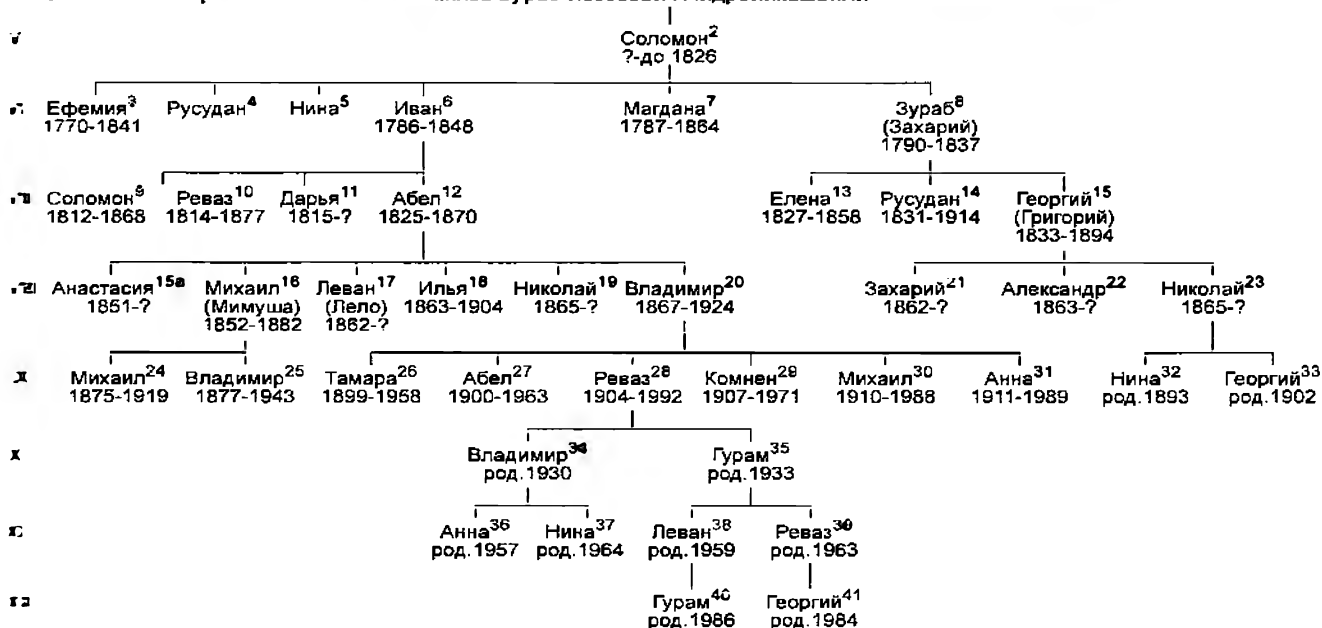 Соломон²
?-до 1826
Ефемия³ Русудан⁴ Нина⁵ Иван⁶ Магдана⁷ Зураб⁸
1770-1841 1786-1848 1787-1864 (Захарий)
1790-1837
Соломон⁹ Реваз¹⁰ Дарья¹¹ Абел¹² Елена¹³ Русудан¹⁴ Георгий¹⁵
1812-1868 1814-1877 1815-? 1825-1870 1827-1858 1831-1914 (Григорий)
1833-1894
Анастасия¹⁵ᵃ Михаил¹⁶ Леван¹⁷ Илья¹⁸ Николай¹⁹ Владимир²⁰ Захарий²¹ Александр²² Николай²³
1851-? (Мимуша) (Лело) 1863-1904 1865-? 1867-1924 1862-? 1863-? 1865-?
1852-1882 1862-?
Михаил²⁴ Владимир²⁵ Тамара²⁶ Абел²⁷ Реваз²⁸ Комнен²⁹ Михаил³⁰ Анна³¹ Нина³² Георгий³³
1875-1919 1877-1943 1899-1958 1900-1963 1904-1992 1907-1971 1910-1988 1911-1989 род.1893 род.1902
X Владимир³⁴ Гурам³⁵
род.1930 род.1933
Анна³⁶ Нина³⁷ Леван³⁸ Реваз³⁹
род.1957 род.1964 род.1959 род.1963
Гурам⁴⁰ Георгий⁴¹
род.1986 род.1984